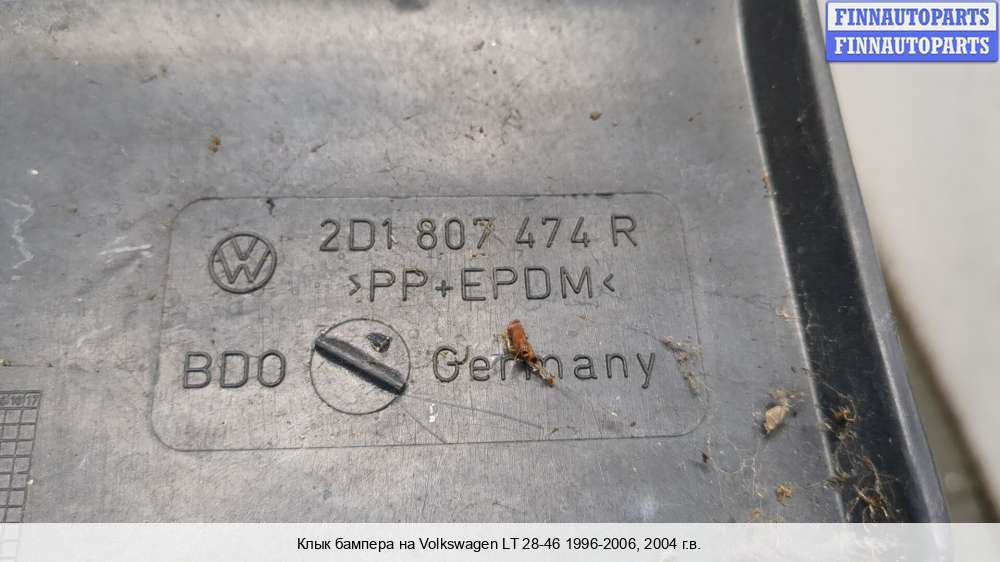 FINNAUTOPARTS
FINNAUTOPARTS
2D1 807 474 R
>PP+EPDM<
BDO Germany
Клык бампера на Volkswagen LT 28-46 1996-2006, 2004 г.в.